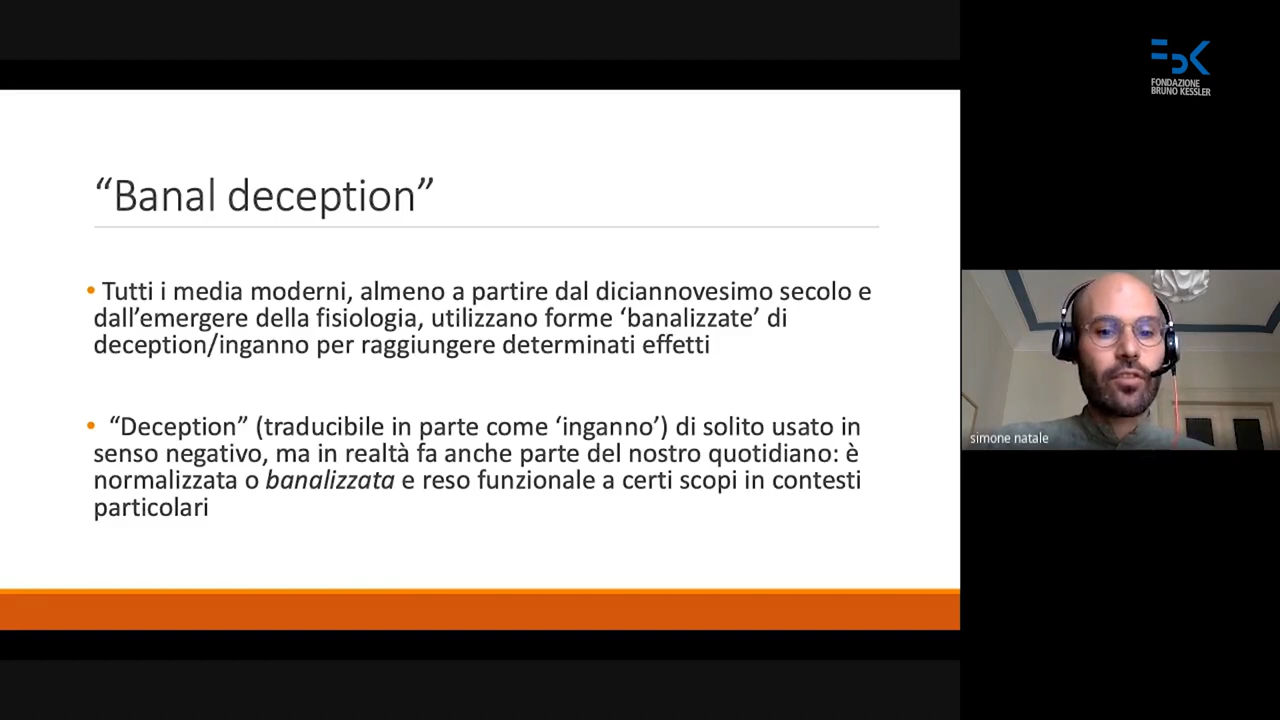 “Banal deception”
• Tutti i media moderni, almeno a partire dal diciannovesimo secolo e
dall’emergere della fisiologia, utilizzano forme ‘banalizzate’ di
deception/inganno per raggiungere determinati effetti
• “Deception” (traducibile in parte come ‘inganno’) di solito usato in
senso negativo, ma in realtà fa anche parte del nostro quotidiano: è
normalizzata o banalizzata e reso funzionale a certi scopi in contesti
particolari
FBK
FONDAZIONE
BRUNO KESSLER
simone natale